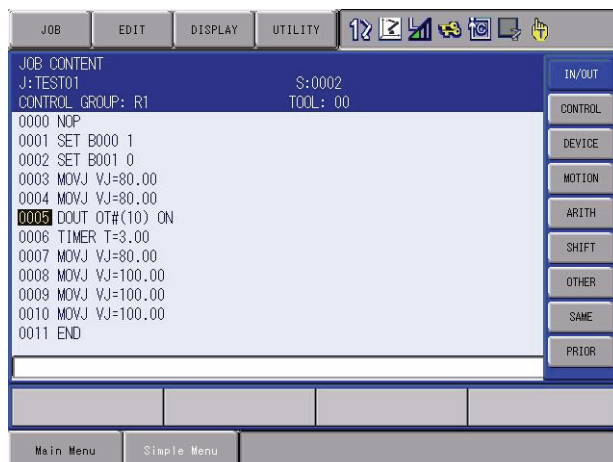 JOB EDIT DISPLAY UTILITY
JOB CONTENT
J:TEST01 S:0002
CONTROL GROUP: R1 TOOL: 00
0000 NOP
0001 SET B000 1
0002 SET B001 0
0003 MOVJ VJ=80.00
0004 MOVJ VJ=80.00
0005 DOUT OT#(10) ON
0006 TIMER T=3.00
0007 MOVJ VJ=80.00
0008 MOVJ VJ=100.00
0009 MOVJ VJ=100.00
0010 MOVJ VJ=100.00
0011 END
IN/OUT
CONTROL
DEVICE
MOTION
ARITH
SHIFT
OTHER
SAME
PRIOR
Main Menu Simple Menu